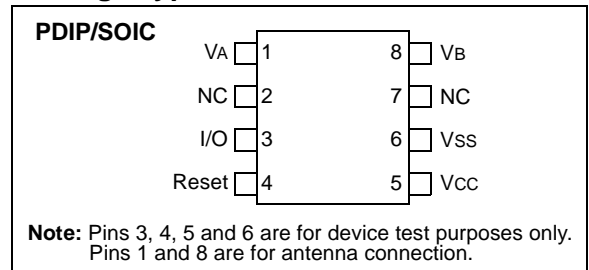 PDIP/SOIC
VA 1 8 VB
NC 2 7 NC
I/O 3 6 VSS
Reset 4 5 VCC
Note: Pins 3, 4, 5 and 6 are for device test purposes only.
Pins 1 and 8 are for antenna connection.